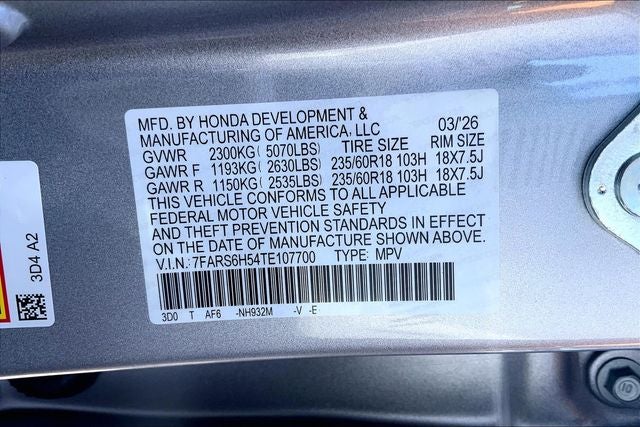 MFD. BY HONDA DEVELOPMENT &
MANUFACTURING OF AMERICA, LLC 03/'26
GVWR 2300KG ( 5070LBS) TIRE SIZE RIM SIZE
GAWR F 1193KG ( 2630LBS) 235/60R18 103H 18X7.5J
GAWR R 1150KG ( 2535LBS) 235/60R18 103H 18X7.5J
THIS VEHICLE CONFORMS TO ALL APPLICABLE
FEDERAL MOTOR VEHICLE SAFETY
AND THEFT PREVENTION STANDARDS IN EFFECT
ON THE DATE OF MANUFACTURE SHOWN ABOVE.
V.I.N.: 7FARS6H54TE107700 TYPE: MPV
3D0 T AF6 -NH932M -V -E
3D4 A2
10